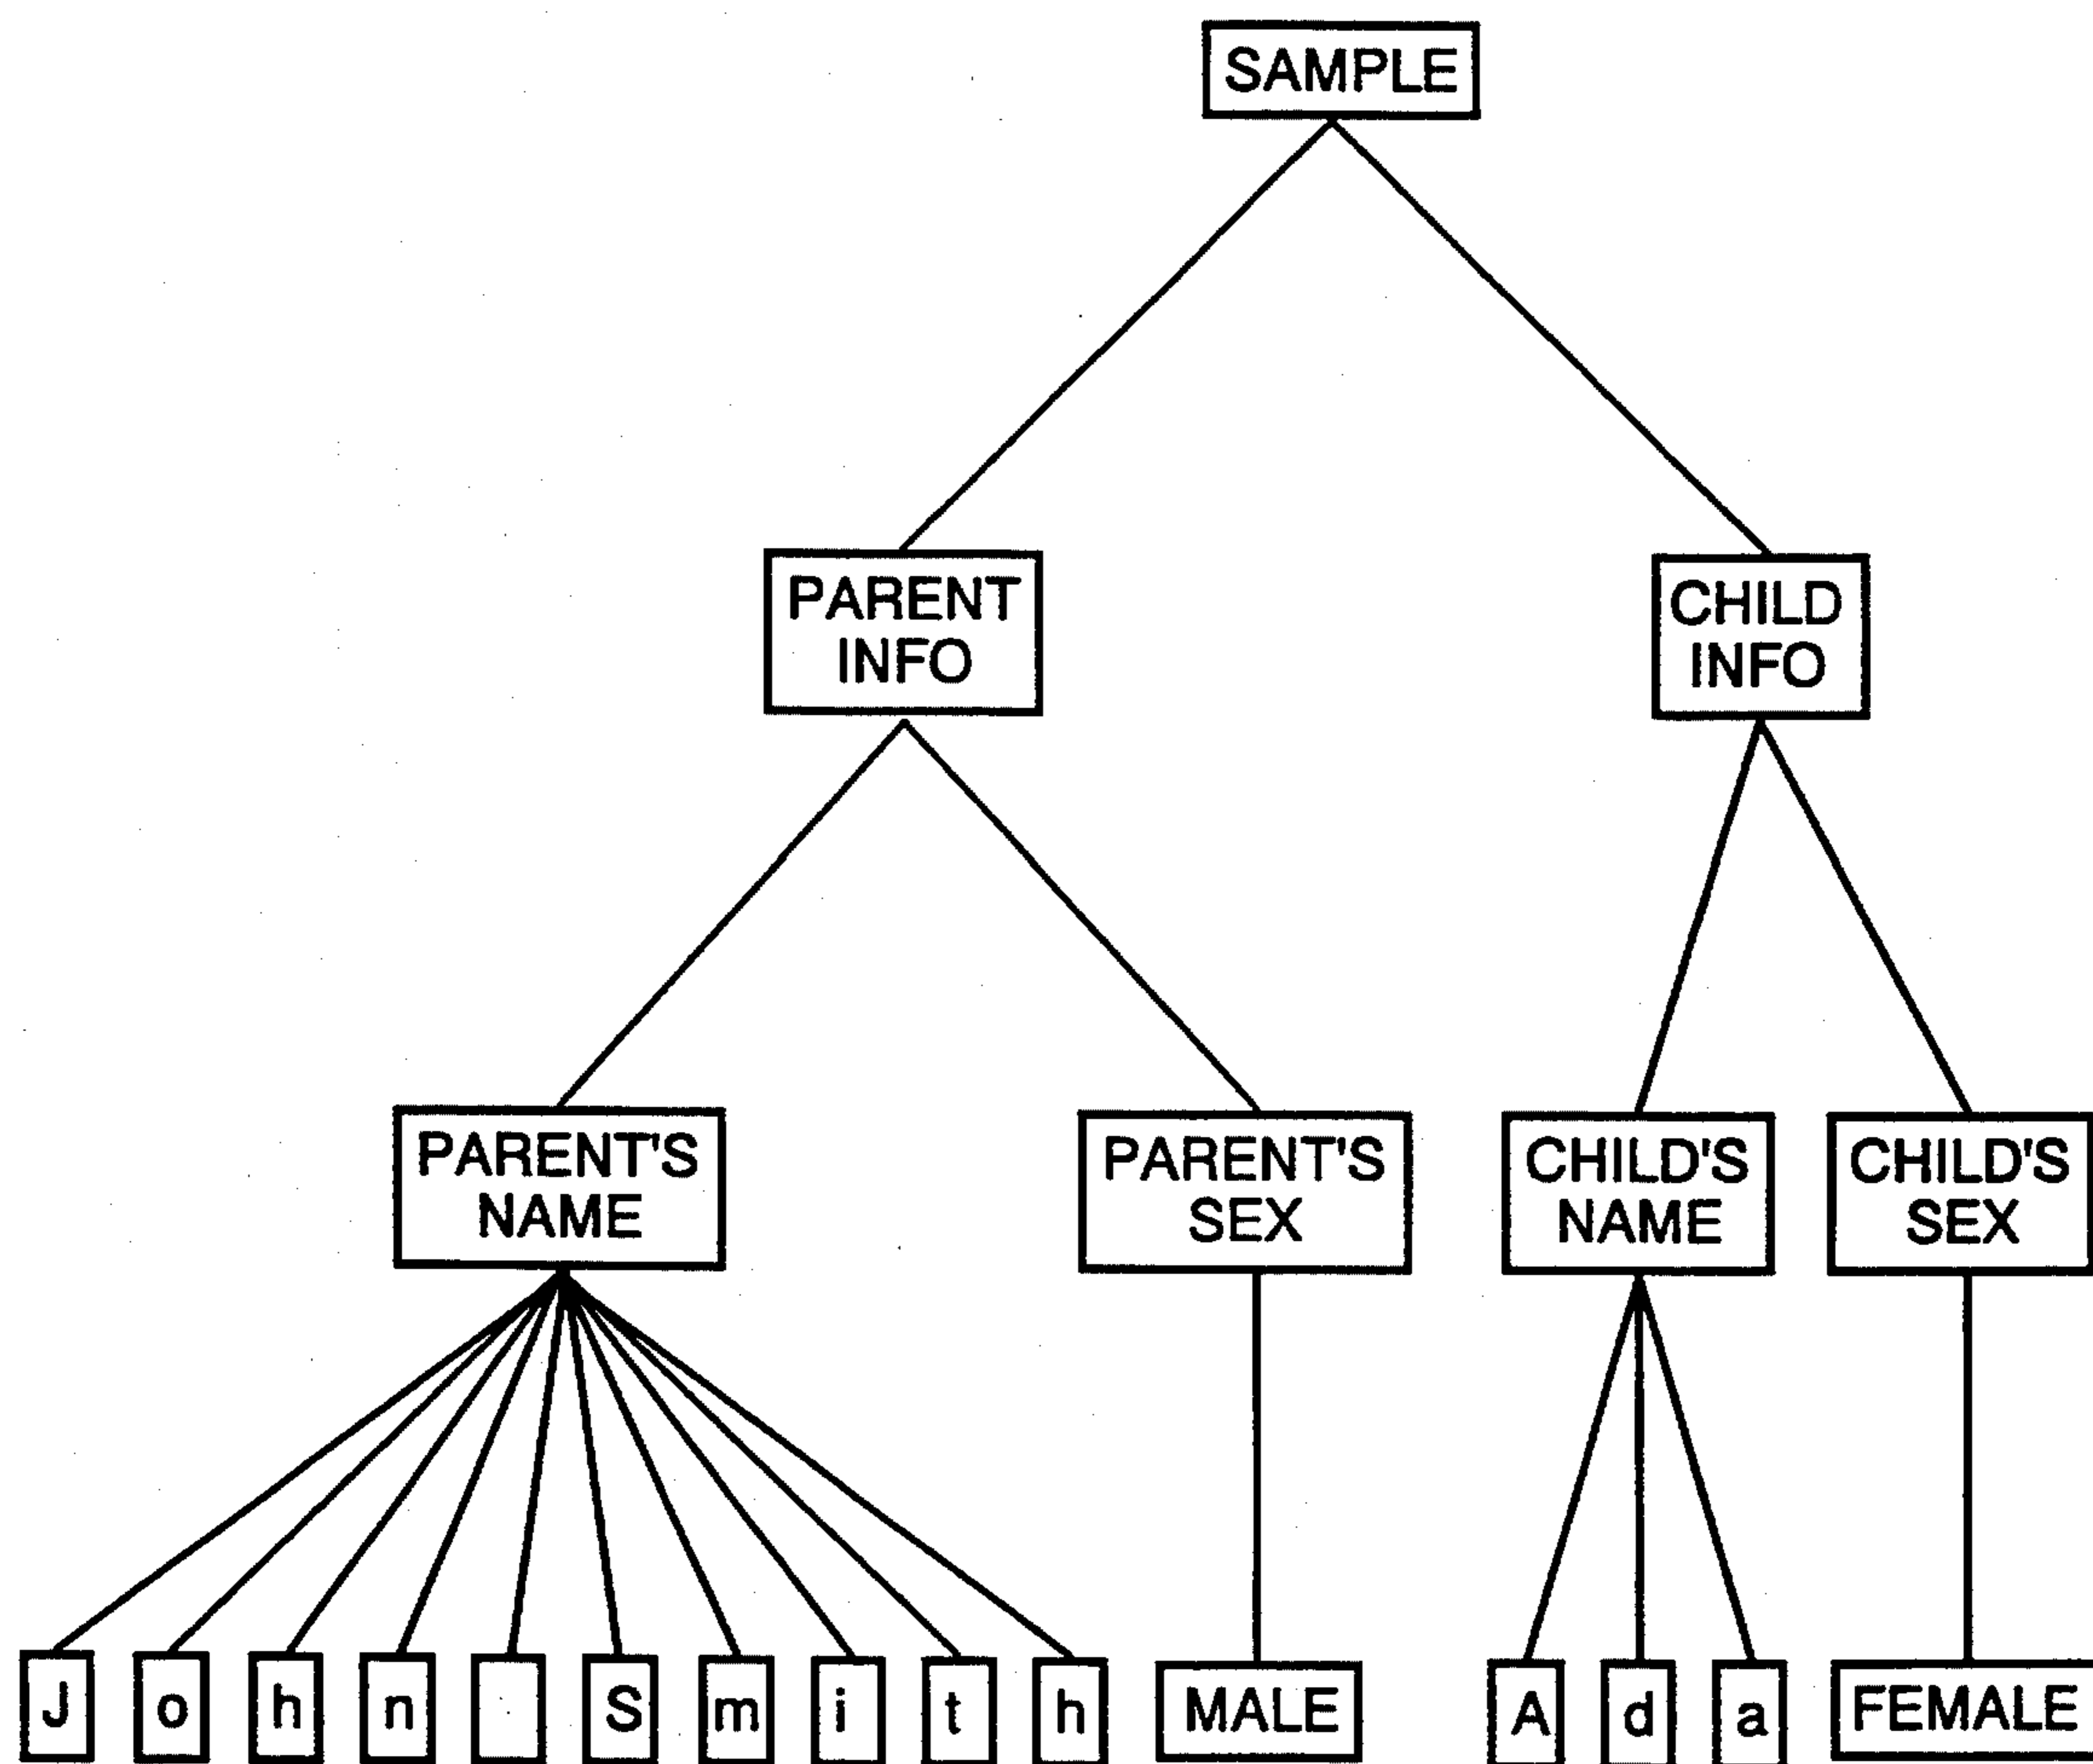 SAMPLE
PARENT
INFO
CHILD
INFO
PARENT'S
NAME
PARENT'S
SEX
CHILD'S
NAME
CHILD'S
SEX
J o h n S m i t h MALE A d a FEMALE